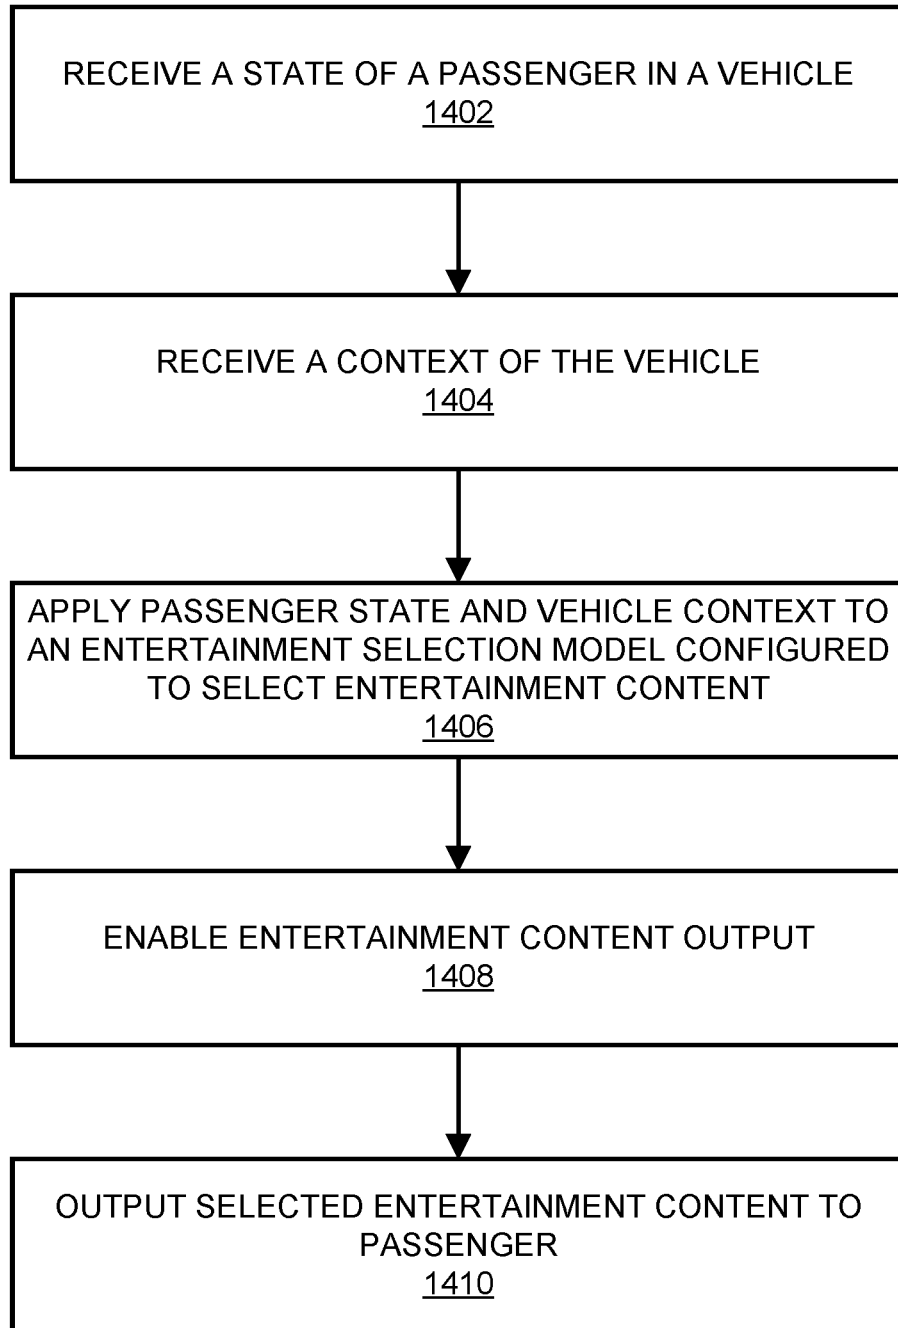 RECEIVE A STATE OF A PASSENGER IN A VEHICLE
1402
RECEIVE A CONTEXT OF THE VEHICLE
1404
APPLY PASSENGER STATE AND VEHICLE CONTEXT TO
AN ENTERTAINMENT SELECTION MODEL CONFIGURED
TO SELECT ENTERTAINMENT CONTENT
1406
ENABLE ENTERTAINMENT CONTENT OUTPUT
1408
OUTPUT SELECTED ENTERTAINMENT CONTENT TO
PASSENGER
1410